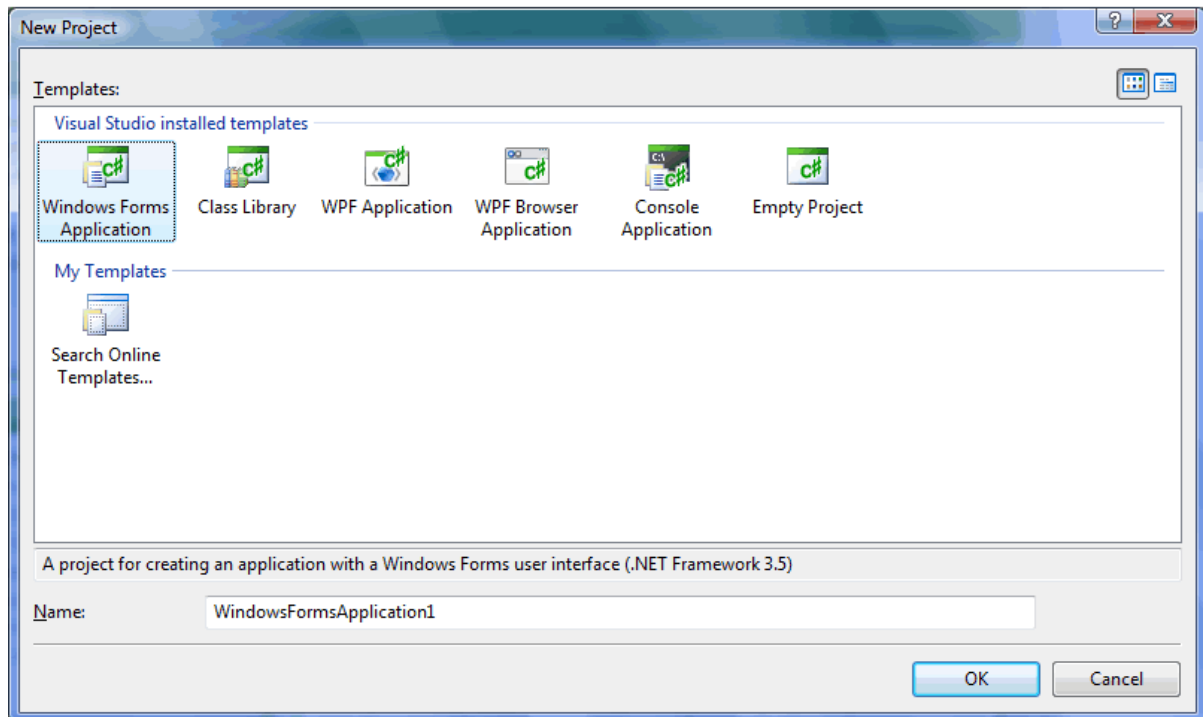 New Project
Templates:
Visual Studio installed templates
Windows Forms Application
Class Library
WPF Application
WPF Browser Application
Console Application
Empty Project
My Templates
Search Online Templates...
A project for creating an application with a Windows Forms user interface (.NET Framework 3.5)
Name:
WindowsFormsApplication1
OK
Cancel